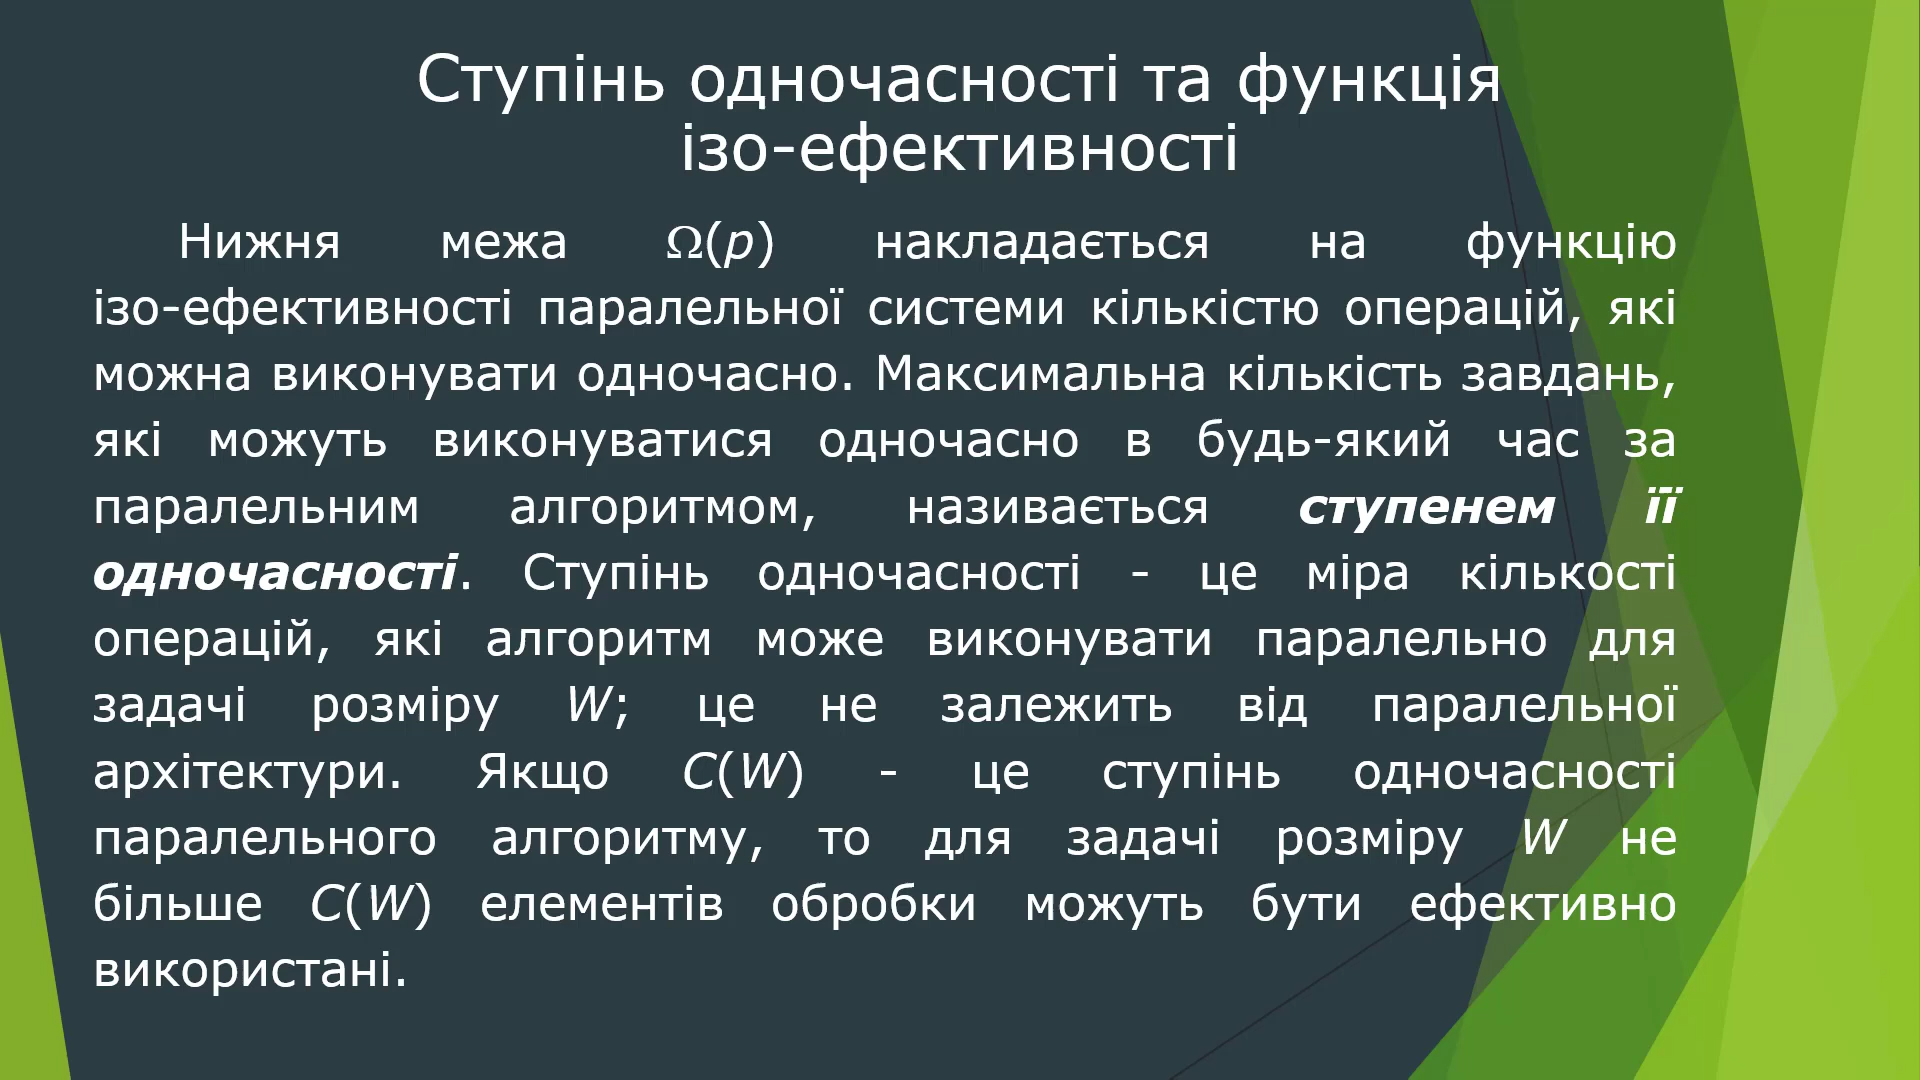 Ступінь одночасності та функція
ізо-ефективності
Нижня межа Ω(p) накладається на функцію
ізо-ефективності паралельної системи кількістю операцій, які
можна виконувати одночасно. Максимальна кількість завдань,
які можуть виконуватися одночасно в будь-який час за
паралельним алгоритмом, називається ступенем її
одночасності. Ступінь одночасності - це міра кількості
операцій, які алгоритм може виконувати паралельно для
задачі розміру W; це не залежить від паралельної
архітектури. Якщо C(W) - це ступінь одночасності
паралельного алгоритму, то для задачі розміру W не
більше C(W) елементів обробки можуть бути ефективно
використані.